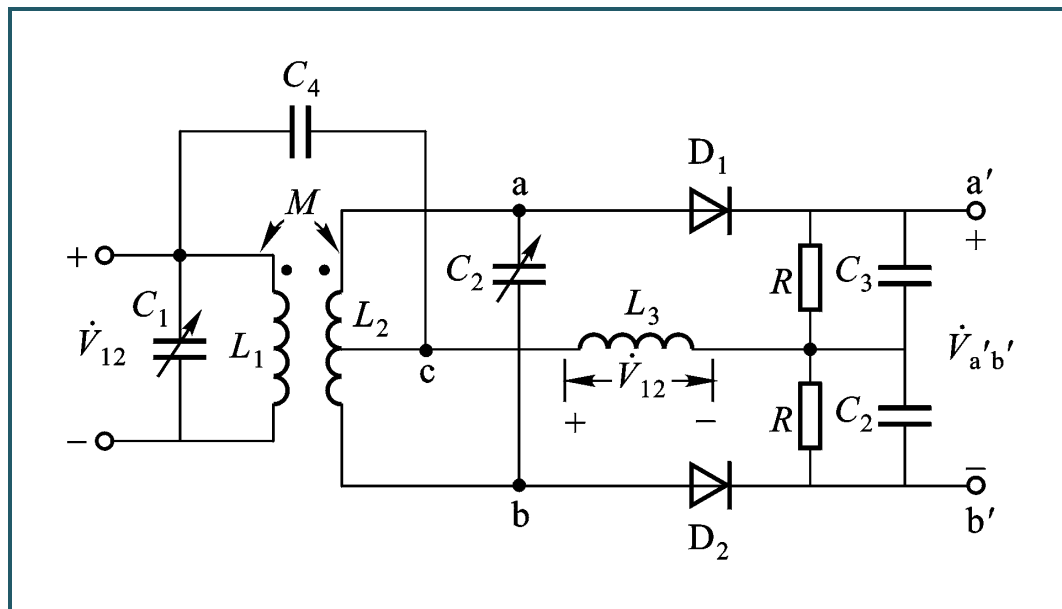 C₄
D₁
a
a′
M
+
+
C₁
C₂
R
C₃
L₃
V̇₁₂
L₁
L₂
c
V̇₁₂
V̇ₐ′b′
+
−
−
R
C₂
−
b
b′
D₂